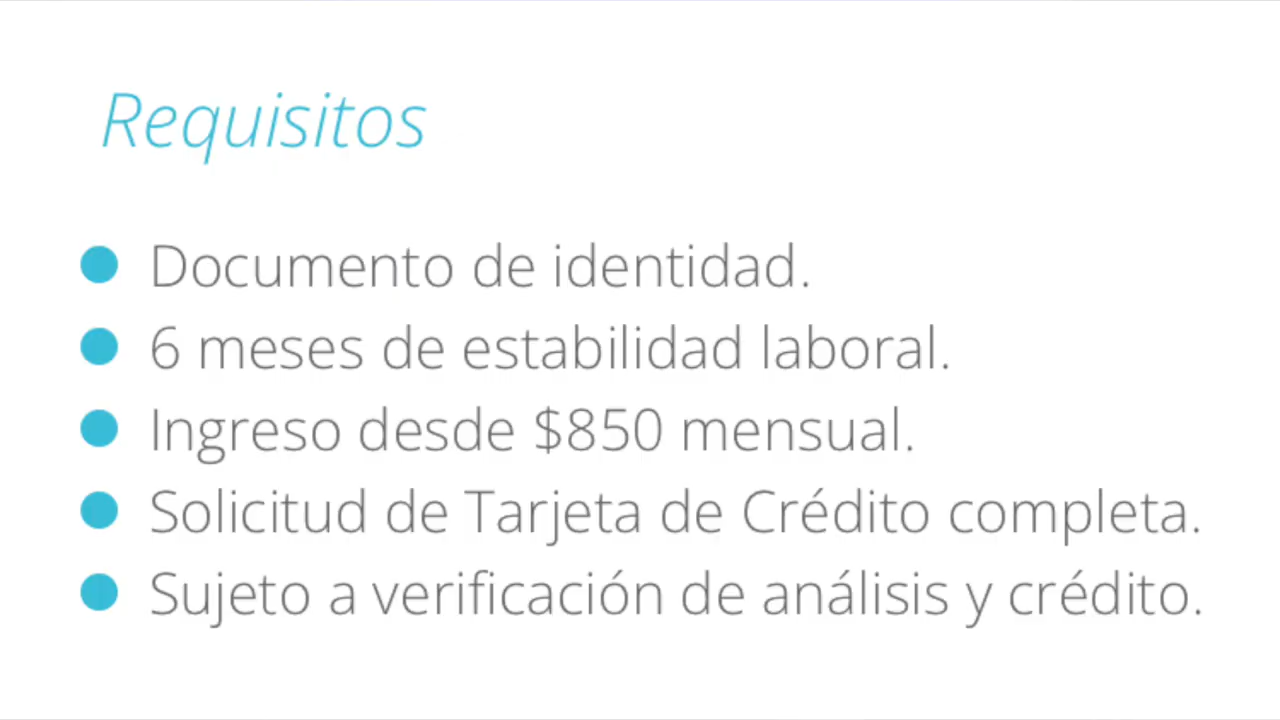 Requisitos
Documento de identidad.
6 meses de estabilidad laboral.
Ingreso desde $850 mensual.
Solicitud de Tarjeta de Crédito completa.
Sujeto a verificación de análisis y crédito.